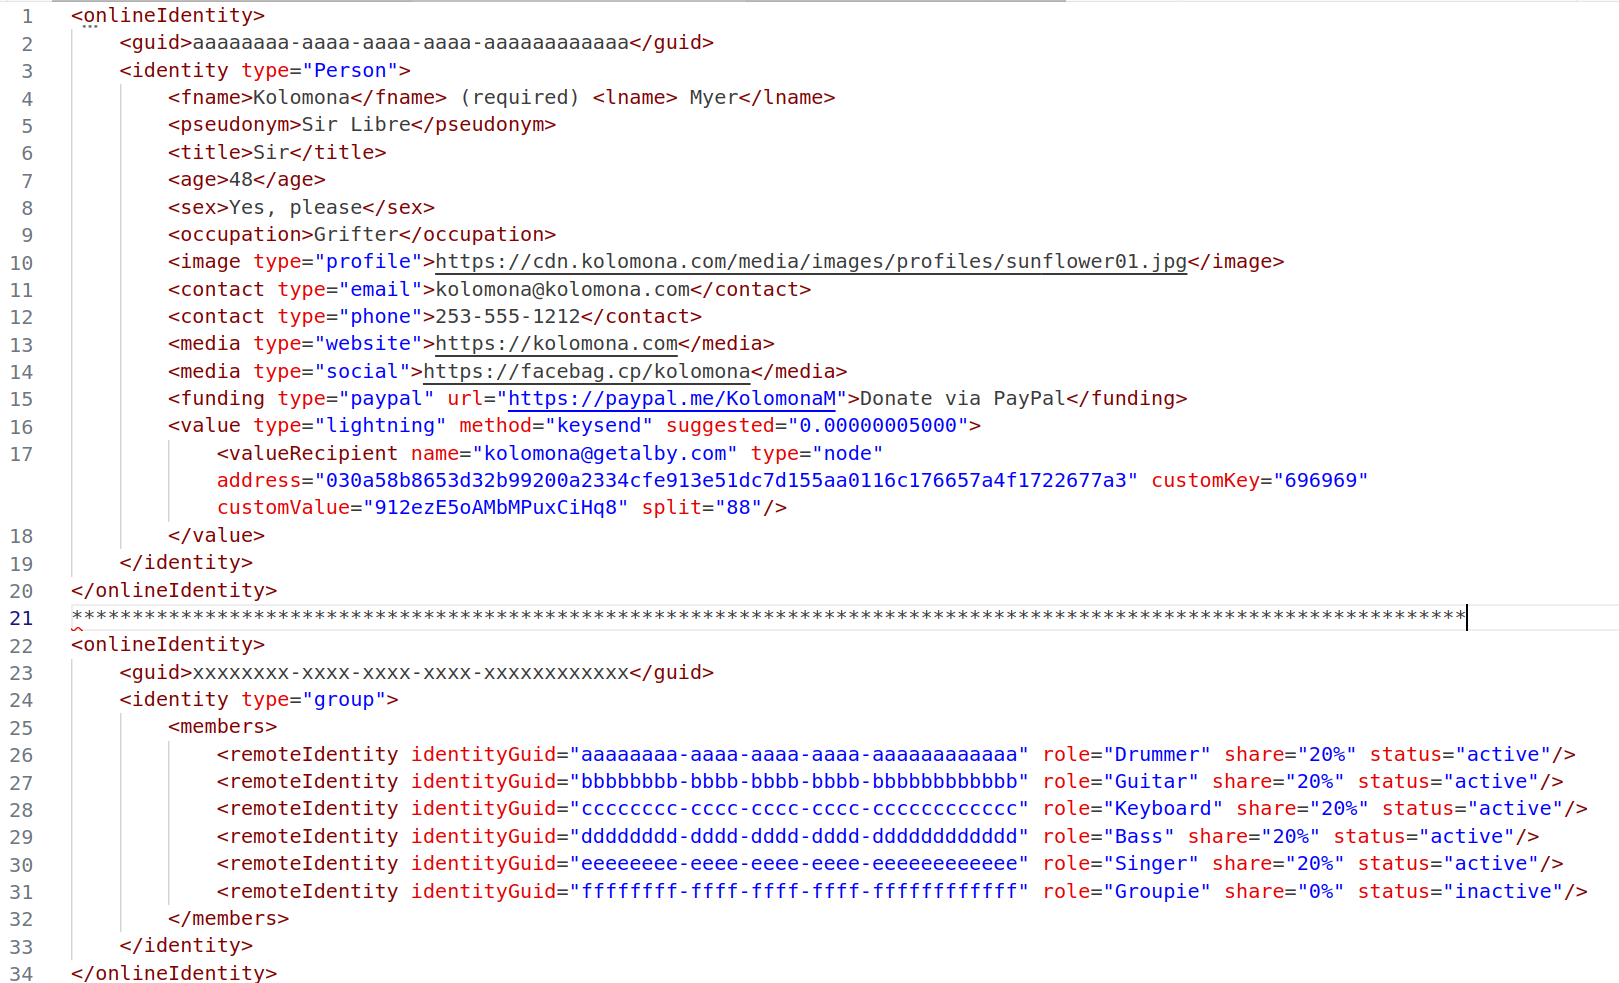 1 <onlineIdentity>
2 <guid>aaaaaaaa-aaaa-aaaa-aaaa-aaaaaaaaaaaa</guid>
3 <identity type="Person">
4 <fname>Kolomona</fname> (required) <lname> Myer</lname>
5 <pseudonym>Sir Libre</pseudonym>
6 <title>Sir</title>
7 <age>48</age>
8 <sex>Yes, please</sex>
9 <occupation>Grifter</occupation>
10 <image type="profile">https://cdn.kolomona.com/media/images/profiles/sunflower01.jpg</image>
11 <contact type="email">kolomona@kolomona.com</contact>
12 <contact type="phone">253-555-1212</contact>
13 <media type="website">https://kolomona.com</media>
14 <media type="social">https://facebag.cp/kolomona</media>
15 <funding type="paypal" url="https://paypal.me/KolomonaM">Donate via PayPal</funding>
16 <value type="lightning" method="keysend" suggested="0.00000005000">
17 <valueRecipient name="kolomona@getalby.com" type="node"
address="030a58b8653d32b99200a2334cfe913e51dc7d155aa0116c176657a4f1722677a3" customKey="696969"
customValue="912ezE5oAMbMPuxCiHq8" split="88"/>
18 </value>
19 </identity>
20 </onlineIdentity>
21 *******************************************************************************************************************
22 <onlineIdentity>
23 <guid>xxxxxxxx-xxxx-xxxx-xxxx-xxxxxxxxxxxx</guid>
24 <identity type="group">
25 <members>
26 <remoteIdentity identityGuid="aaaaaaaa-aaaa-aaaa-aaaa-aaaaaaaaaaaa" role="Drummer" share="20%" status="active"/>
27 <remoteIdentity identityGuid="bbbbbbbb-bbbb-bbbb-bbbb-bbbbbbbbbbbb" role="Guitar" share="20%" status="active"/>
28 <remoteIdentity identityGuid="cccccccc-cccc-cccc-cccc-cccccccccccc" role="Keyboard" share="20%" status="active"/>
29 <remoteIdentity identityGuid="dddddddd-dddd-dddd-dddd-dddddddddddd" role="Bass" share="20%" status="active"/>
30 <remoteIdentity identityGuid="eeeeeeee-eeee-eeee-eeee-eeeeeeeeeeee" role="Singer" share="20%" status="active"/>
31 <remoteIdentity identityGuid="ffffffff-ffff-ffff-ffff-ffffffffffff" role="Groupie" share="0%" status="inactive"/>
32 </members>
33 </identity>
34 </onlineIdentity>